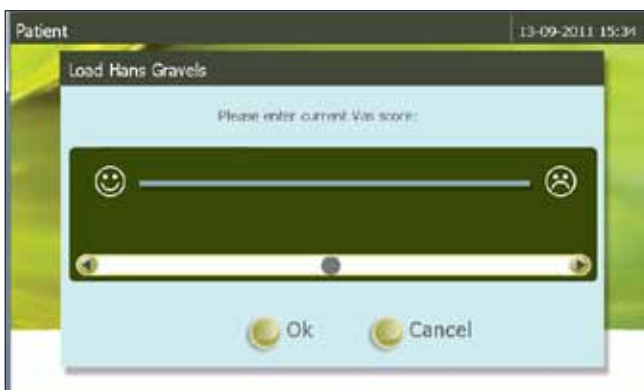 Patient
13-09-2011 15:34
Load Hans Gravels
Please enter current Vas score:
Ok
Cancel